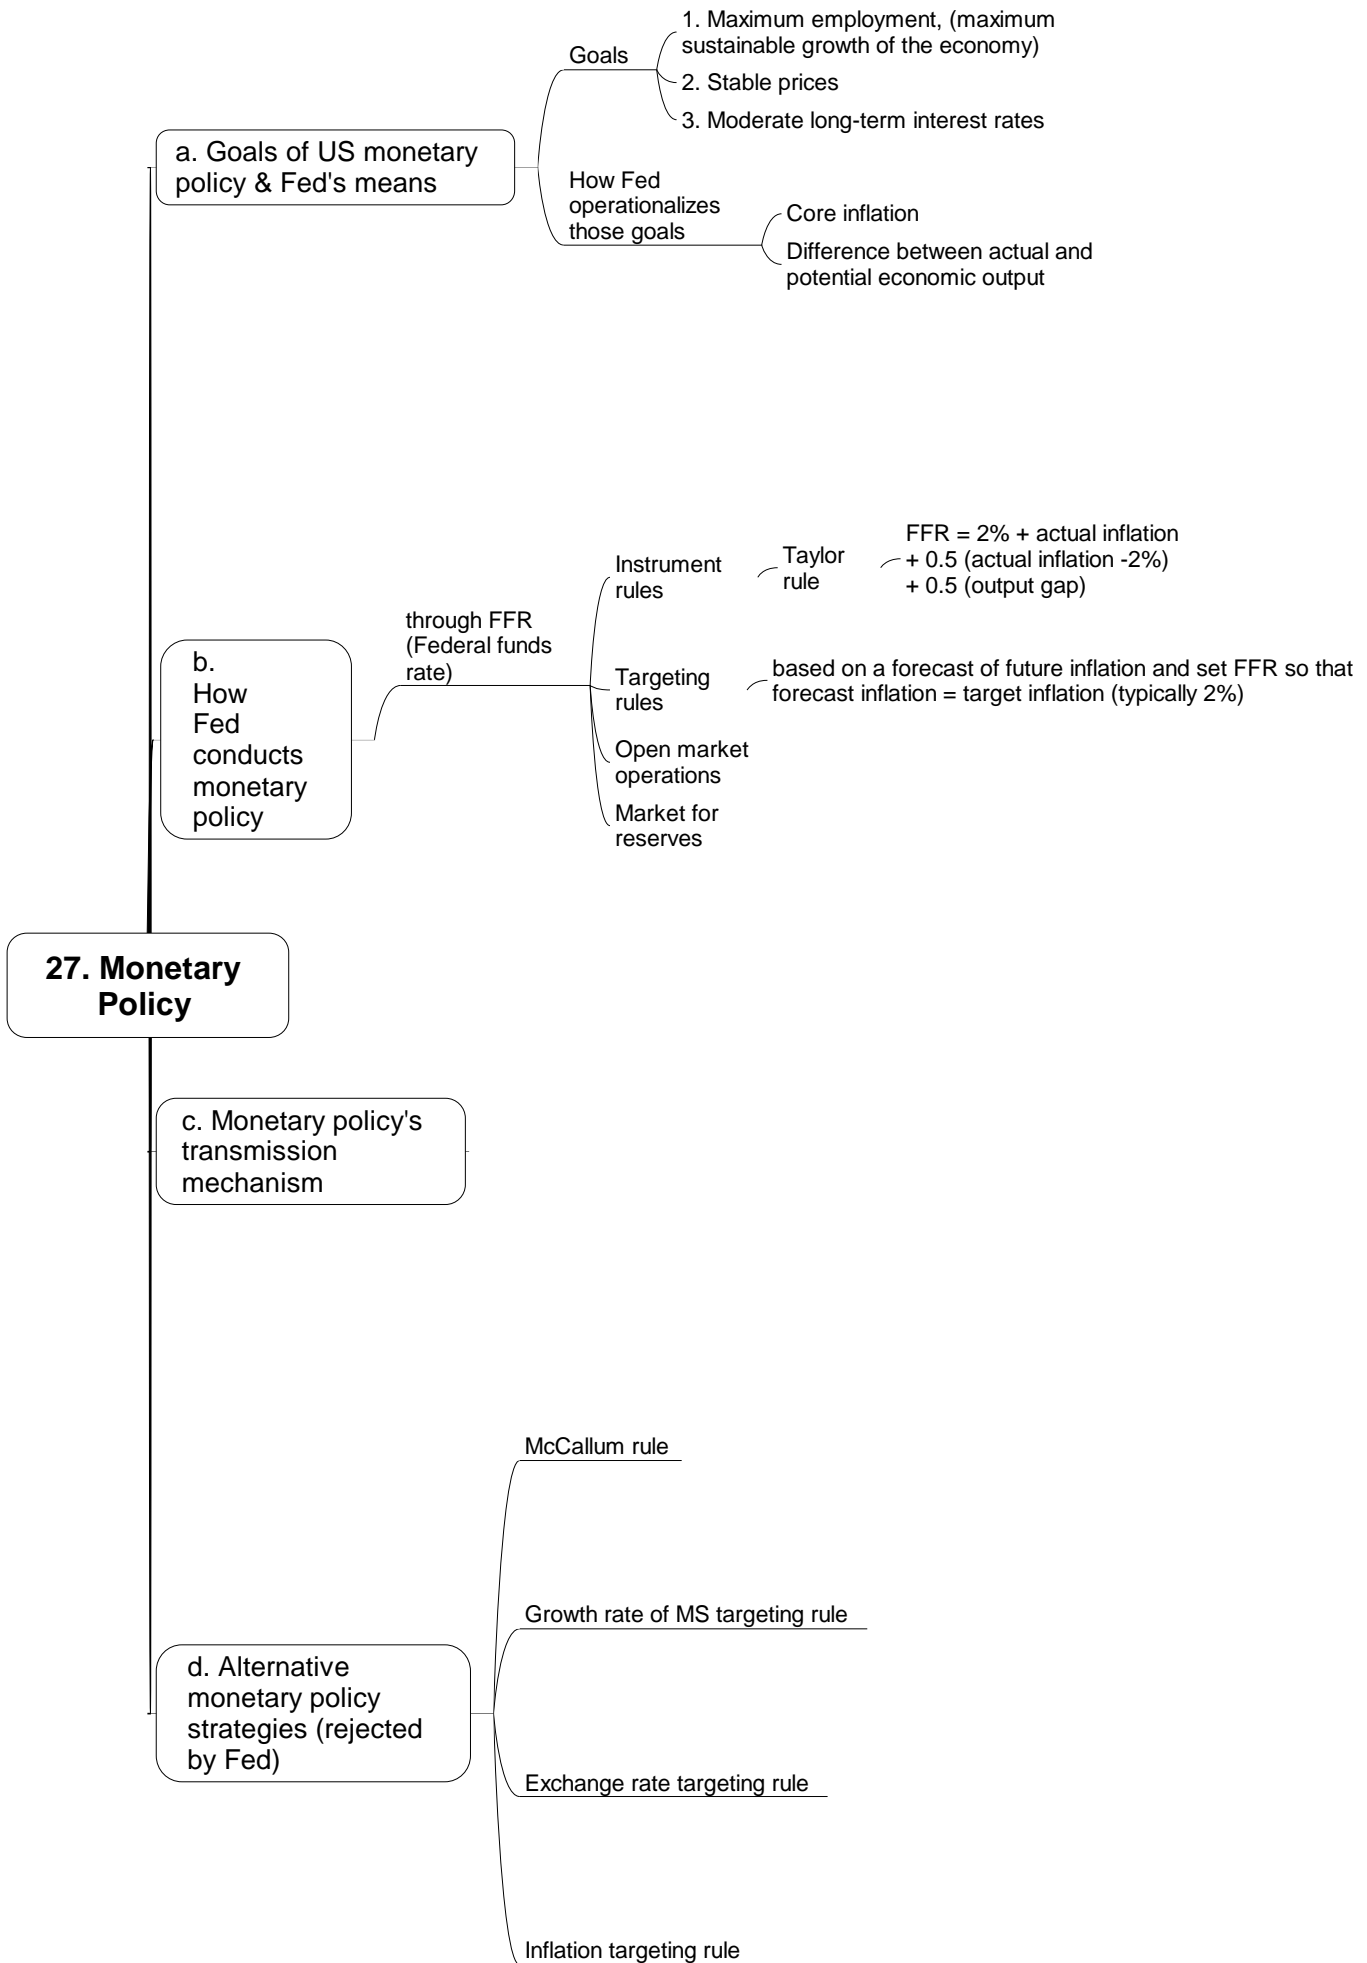 1. Maximum employment, (maximum
sustainable growth of the economy)
Goals
2. Stable prices
3. Moderate long-term interest rates
a. Goals of US monetary
policy & Fed's means
How Fed
operationalizes
those goals
Core inflation
Difference between actual and
potential economic output
FFR = 2% + actual inflation
+ 0.5 (actual inflation -2%)
+ 0.5 (output gap)
Taylor
rule
Instrument
rules
through FFR
(Federal funds
rate)
b.
How
Fed
conducts
monetary
policy
Targeting
rules
based on a forecast of future inflation and set FFR so that
forecast inflation = target inflation (typically 2%)
Open market
operations
Market for
reserves
27. Monetary
Policy
c. Monetary policy's
transmission
mechanism
McCallum rule
Growth rate of MS targeting rule
d. Alternative
monetary policy
strategies (rejected
by Fed)
Exchange rate targeting rule
Inflation targeting rule